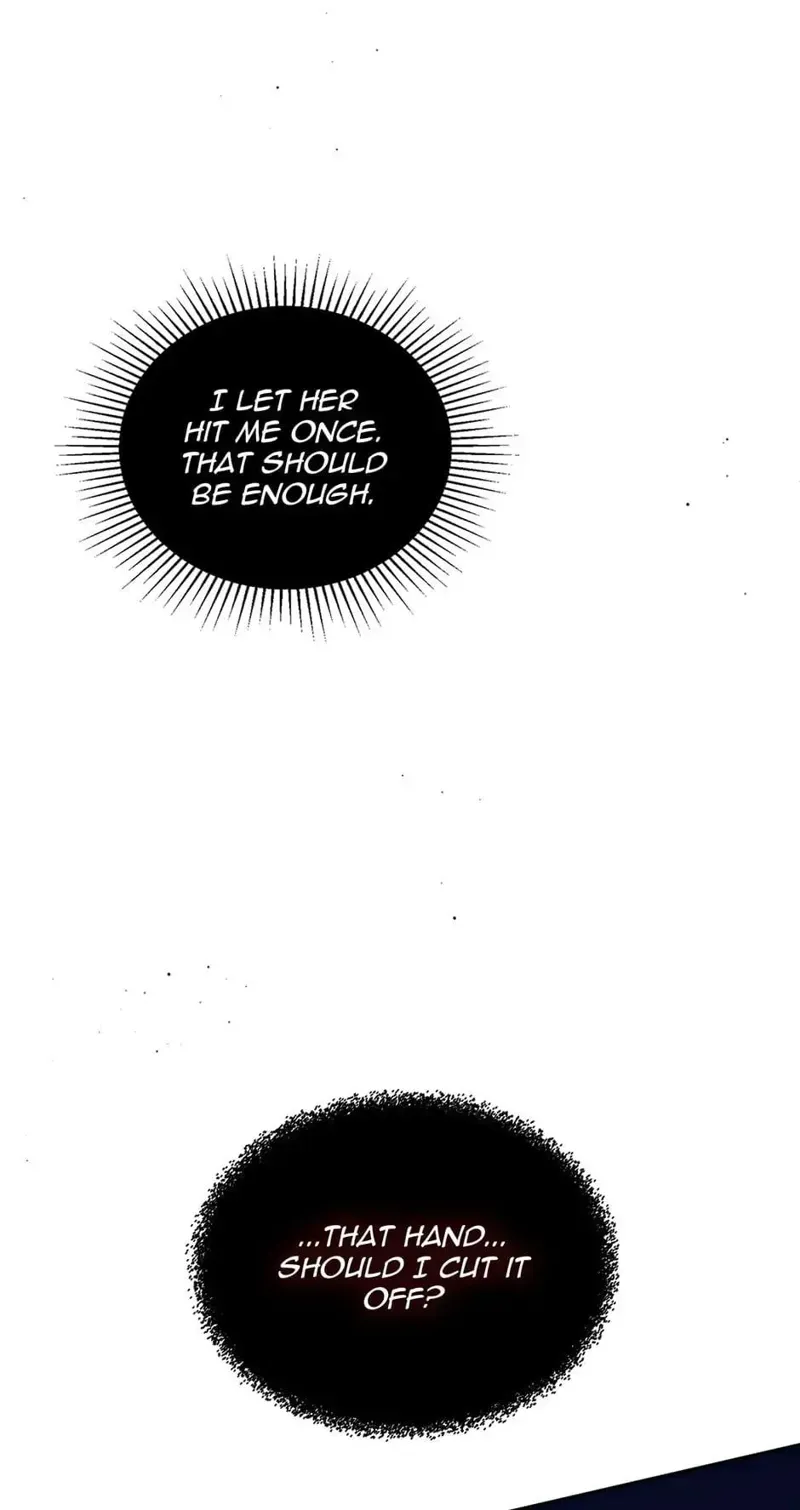 I LET HER
HIT ME ONCE.
THAT SHOULD
BE ENOUGH.
...THAT HAND...
SHOULD I CUT IT
OFF?